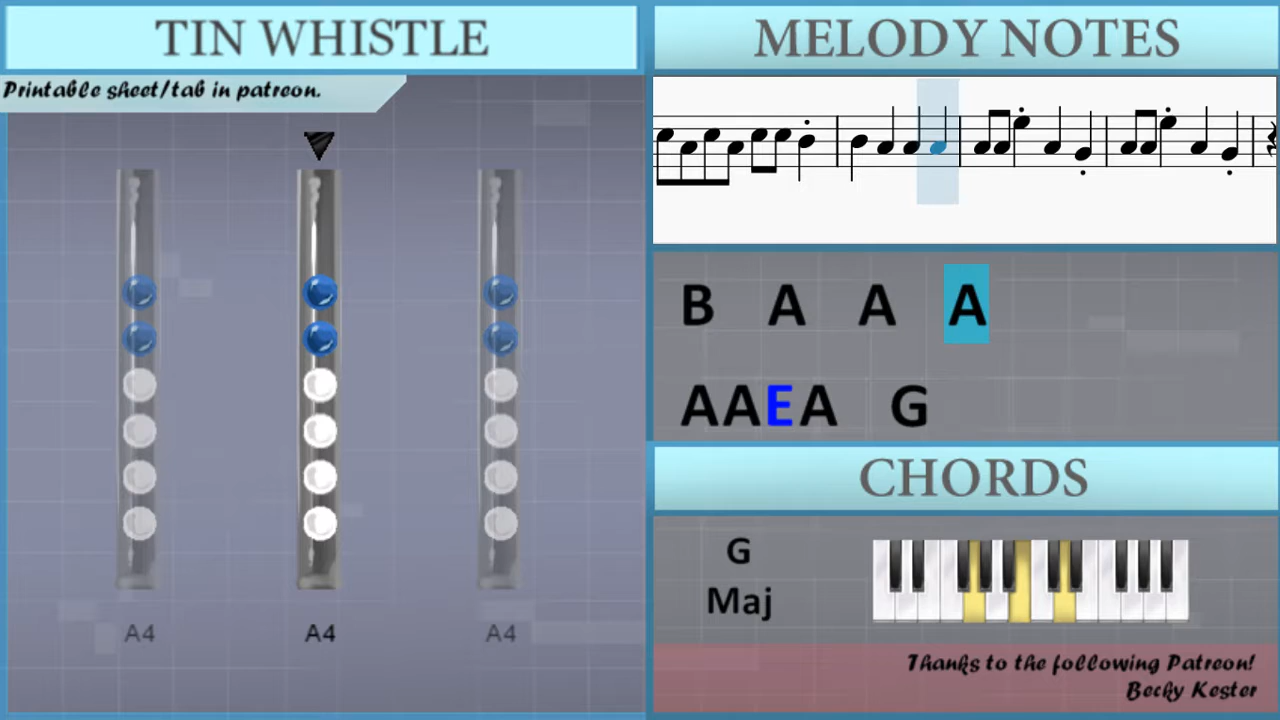 TIN WHISTLE
Printable sheet/tab in patreon.
A4 A4 A4
MELODY NOTES
B A A A
AAEA G
CHORDS
G
Maj
Thanks to the following Patreon!
Becky Kester